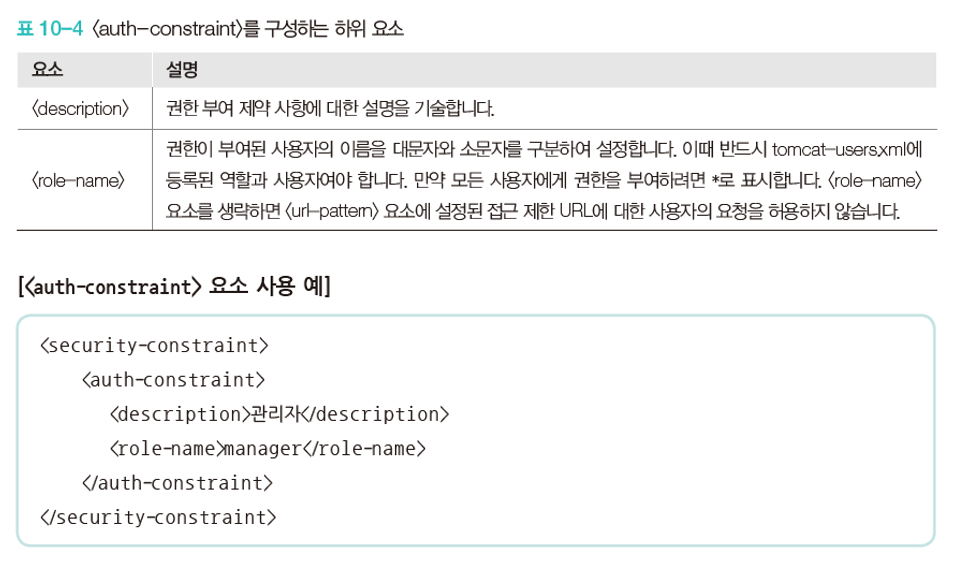 표 10-4 <auth-constraint>를 구성하는 하위 요소
요소 설명
<description> 권한 부여 제약 사항에 대한 설명을 기술합니다.
권한이 부여된 사용자의 이름을 대문자와 소문자를 구분하여 설정합니다. 이때 반드시 tomcat-users.xml에
<role-name> 등록된 역할과 사용자여야 합니다. 만약 모든 사용자에게 권한을 부여하려면 *로 표시합니다. <role-name>
요소를 생략하면 <url-pattern> 요소에 설정된 접근 제한 URL에 대한 사용자의 요청을 허용하지 않습니다.
[<auth-constraint> 요소 사용 예]
<security-constraint>
<auth-constraint>
<description>관리자</description>
<role-name>manager</role-name>
</auth-constraint>
</security-constraint>